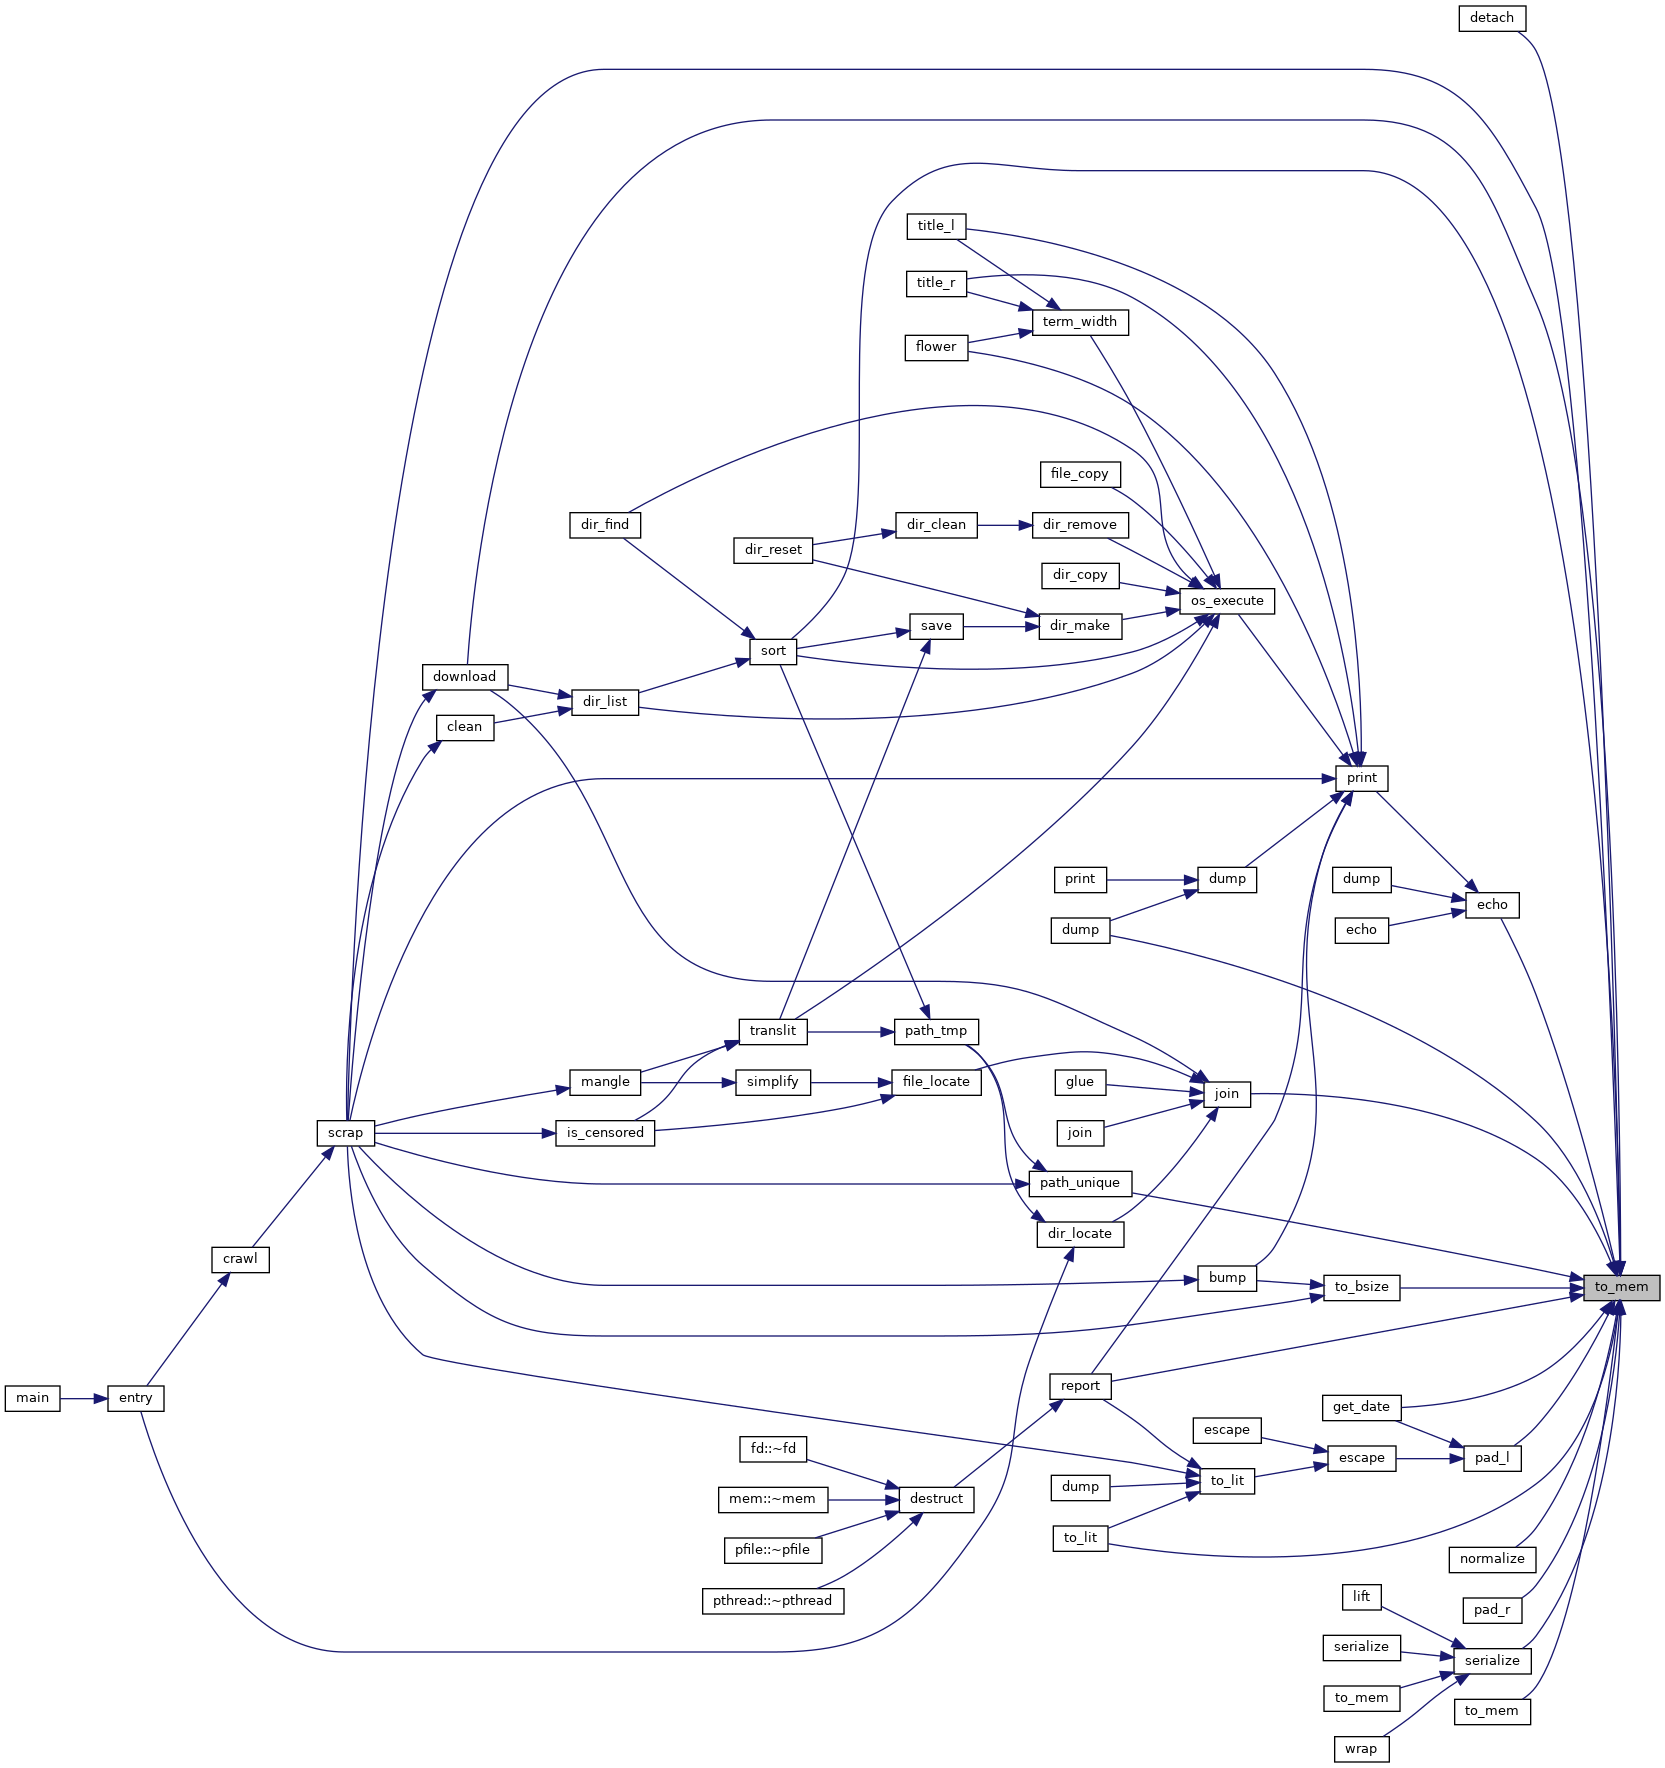 detach
title_l
title_r
term_width
flower
file_copy
dir_find
dir_clean
dir_remove
dir_reset
dir_copy
os_execute
save
dir_make
sort
download
dir_list
clean
print
print
dump
dump
echo
dump
echo
translit
path_tmp
mangle
simplify
file_locate
glue
join
scrap
is_censored
join
path_unique
dir_locate
crawl
bump
to_bsize
to_mem
main
entry
report
get_date
escape
fd::~fd
escape
pad_l
to_lit
dump
mem::~mem
destruct
to_lit
pfile::~pfile
normalize
pthread::~pthread
lift
pad_r
serialize
serialize
to_mem
to_mem
wrap